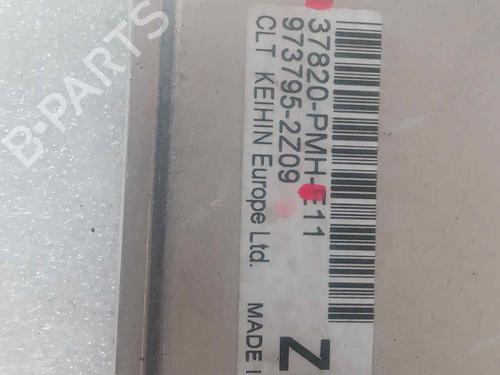 37820-PMH-E11
973795-2Z09
CLT KEIHIN Europe Ltd.
MADE I
Z
B-PARTS